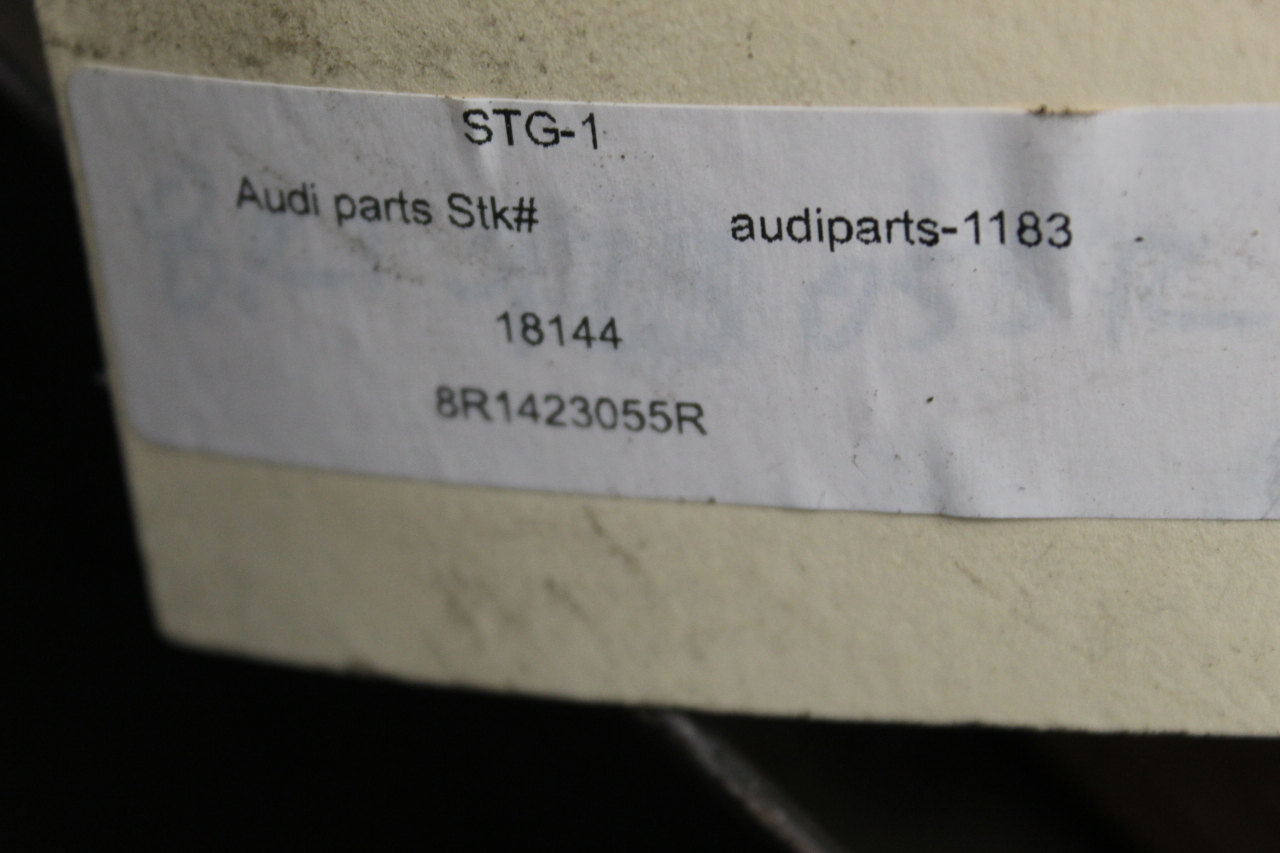 STG-1
Audi parts Stk# audiparts-1183
18144
8R1423055R